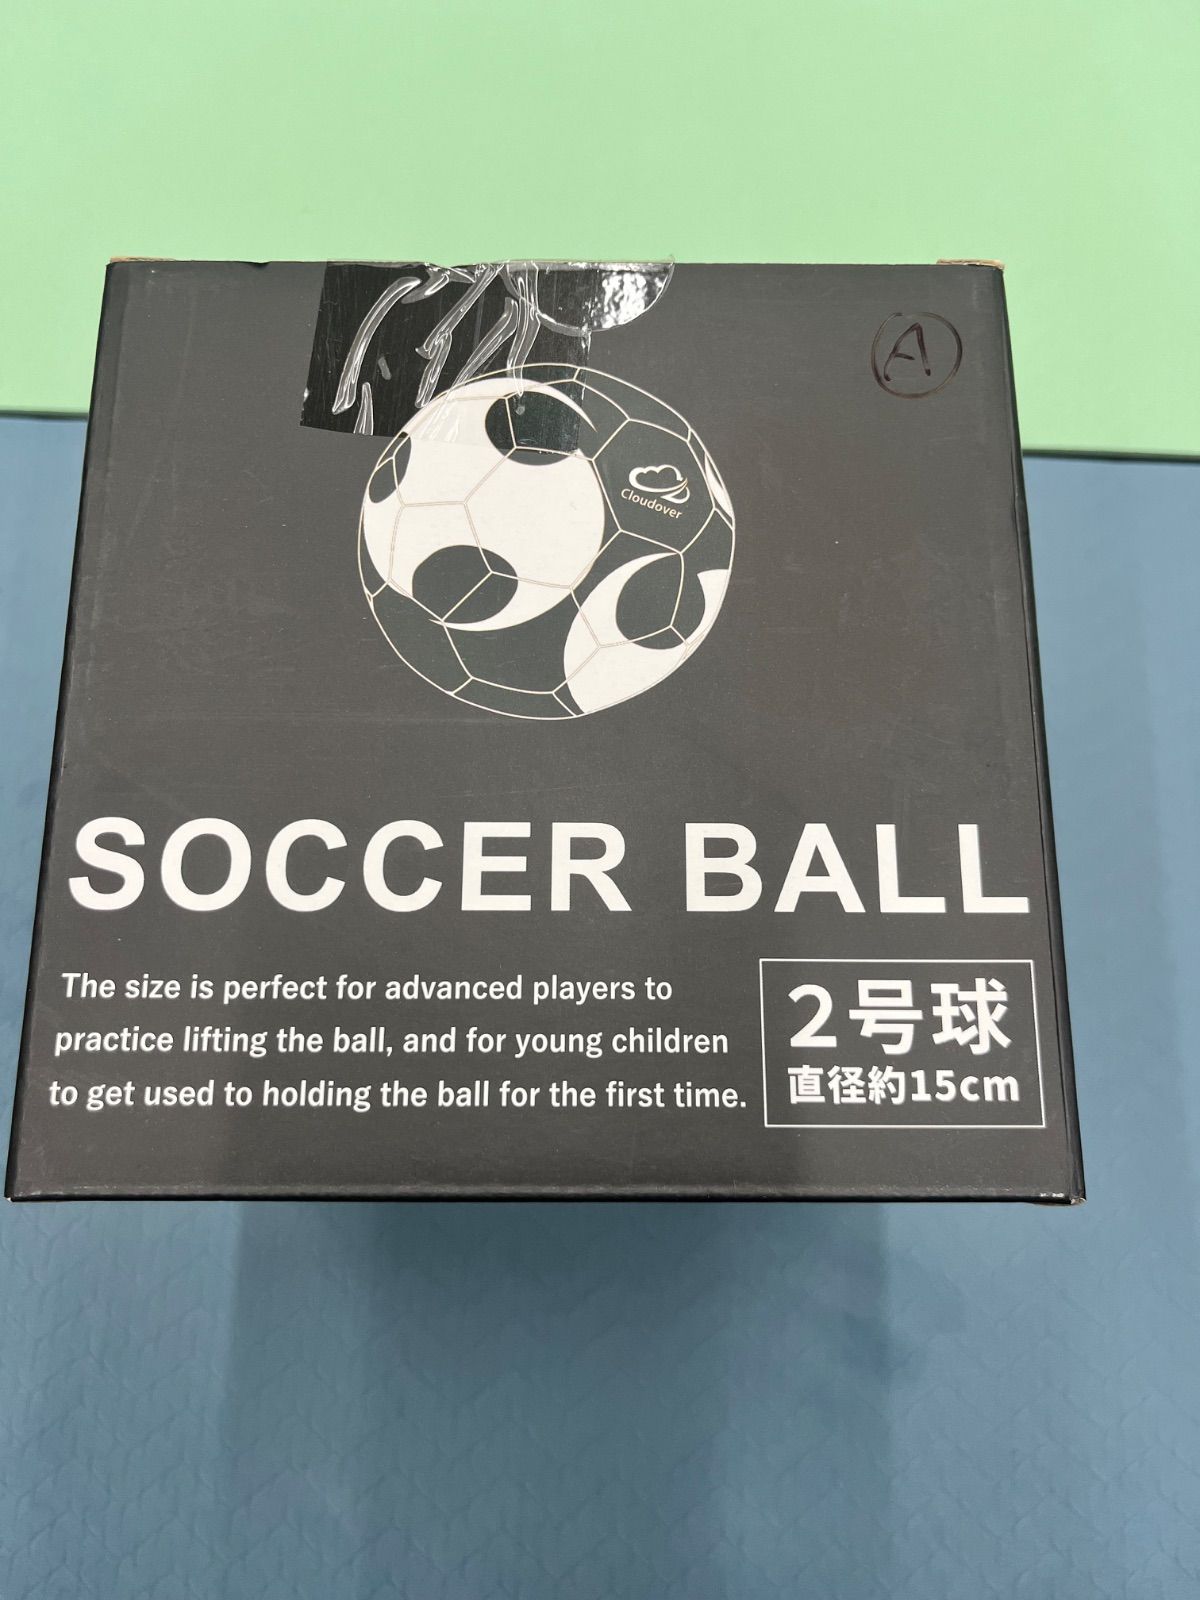 A
Cloudover
SOCCER BALL
The size is perfect for advanced players to
practice lifting the ball, and for young children
to get used to holding the ball for the first time.
2号球
直径約15cm